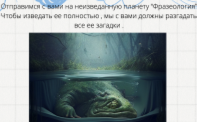 Отправимся с вами на неизведанную планету "Фразеология"
Чтобы изведать ее полностью , мы с вами должны разгадать
все ее загадки .